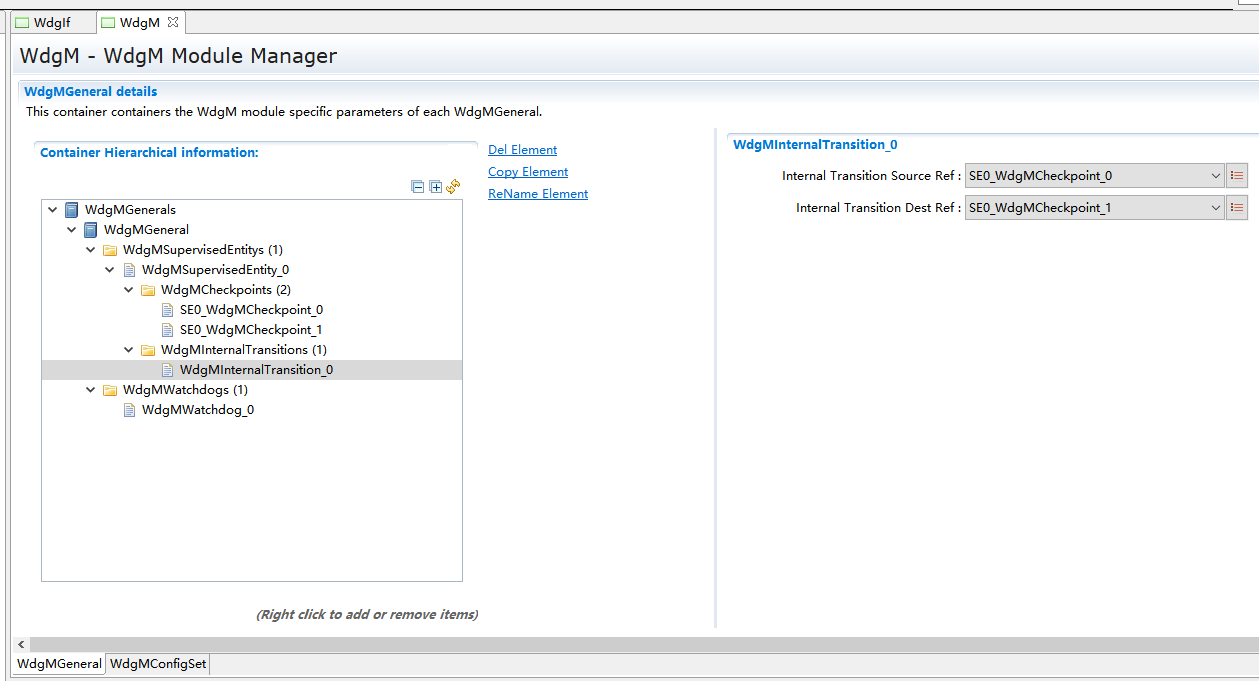 WdgIf
WdgM
WdgM - WdgM Module Manager
WdgMGeneral details
This container containers the WdgM module specific parameters of each WdgMGeneral.
Container Hierarchical information:
Del Element
Copy Element
ReName Element
WdgMGenerals
WdgMGeneral
WdgMSupervisedEntitys (1)
WdgMSupervisedEntity_0
WdgMCheckpoints (2)
SE0_WdgMCheckpoint_0
SE0_WdgMCheckpoint_1
WdgMInternalTransitions (1)
WdgMInternalTransition_0
WdgMWatchdogs (1)
WdgMWatchdog_0
(Right click to add or remove items)
WdgMInternalTransition_0
Internal Transition Source Ref : SE0_WdgMCheckpoint_0
Internal Transition Dest Ref : SE0_WdgMCheckpoint_1
WdgMGeneral
WdgMConfigSet